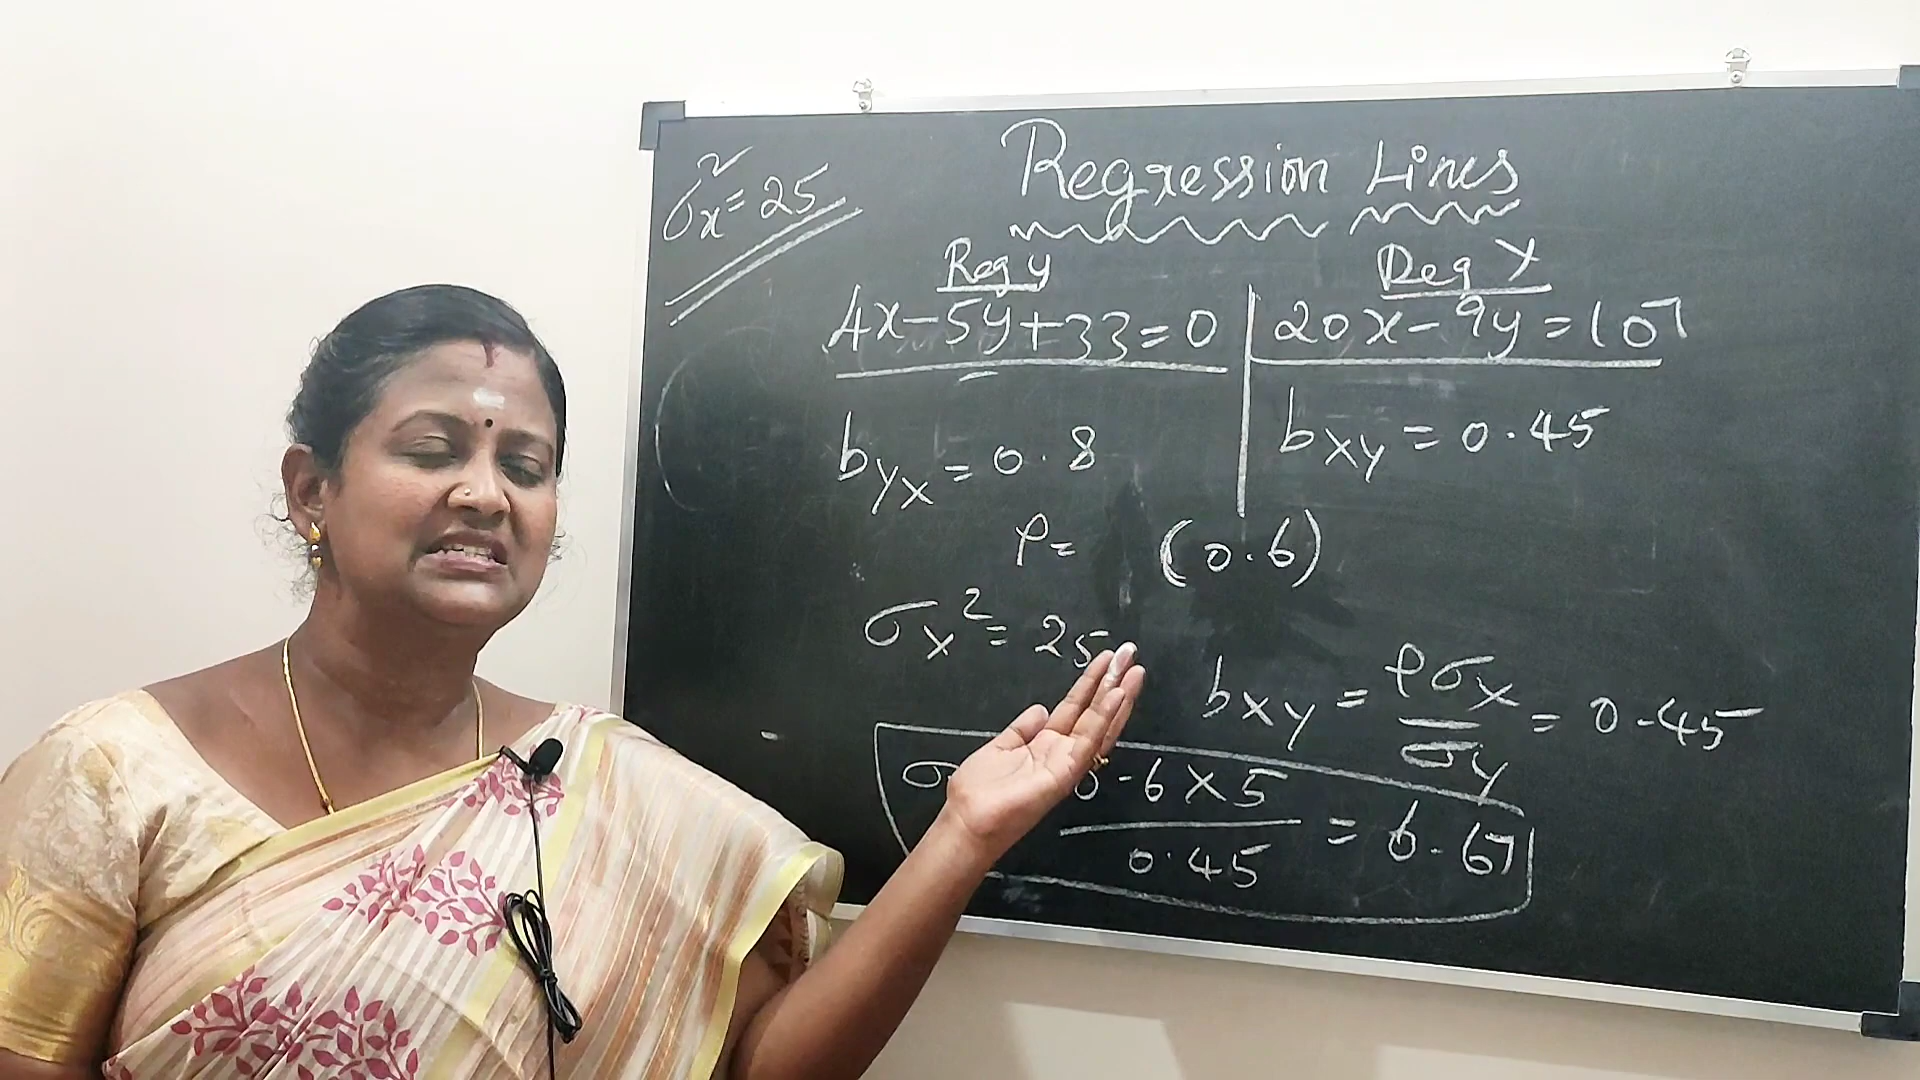 σx² = 25
Regression Lines
Reg y
4x - 5y + 33 = 0
Reg X
20x - 9y = 107
byx = 0.8
bxy = 0.45
ρ = (0.6)
σx² = 25
bxy = ρσx / σy = 0.45
σ 0.6 X 5 / 0.45 = 6.67